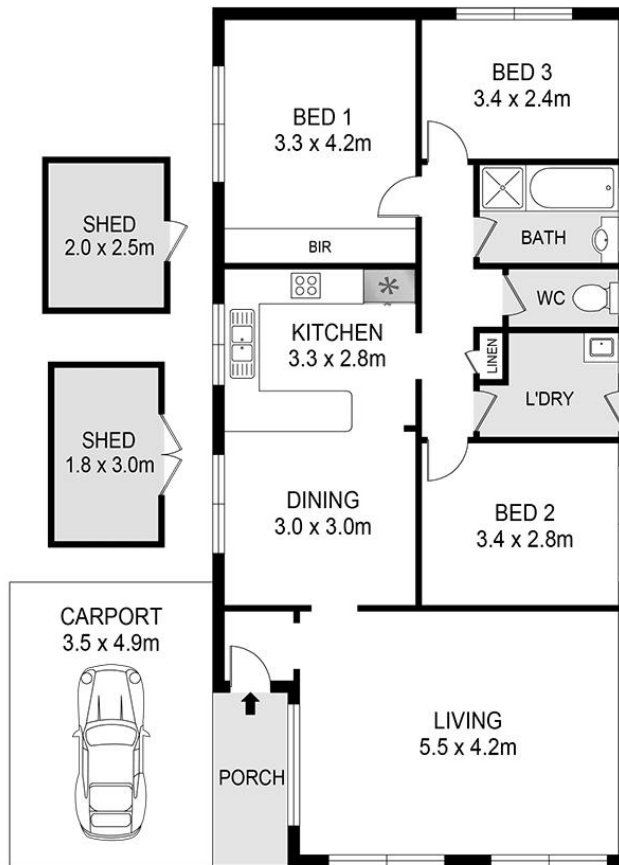 BED 1
3.3 x 4.2m
BED 3
3.4 x 2.4m
SHED
2.0 x 2.5m
BIR
BATH
WC
KITCHEN
3.3 x 2.8m
LINEN
L'DRY
SHED
1.8 x 3.0m
DINING
3.0 x 3.0m
BED 2
3.4 x 2.8m
CARPORT
3.5 x 4.9m
LIVING
5.5 x 4.2m
PORCH